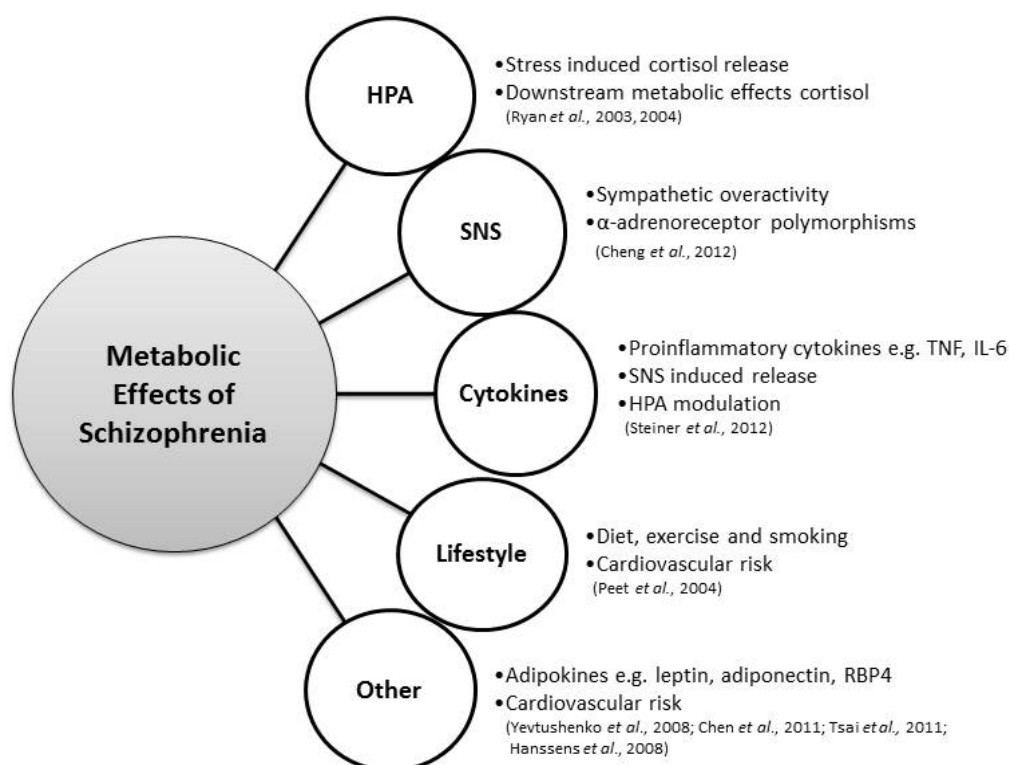 HPA
•Stress induced cortisol release
•Downstream metabolic effects cortisol
(Ryan et al., 2003, 2004)
SNS
•Sympathetic overactivity
•α-adrenoreceptor polymorphisms
(Cheng et al., 2012)
Metabolic
Effects of
Schizophrenia
Cytokines
•Proinflammatory cytokines e.g. TNF, IL-6
•SNS induced release
•HPA modulation
(Steiner et al., 2012)
Lifestyle
•Diet, exercise and smoking
•Cardiovascular risk
(Peet et al., 2004)
Other
•Adipokines e.g. leptin, adiponectin, RBP4
•Cardiovascular risk
(Yevtushenko et al., 2008; Chen et al., 2011; Tsai et al., 2011;
Hanssens et al., 2008)